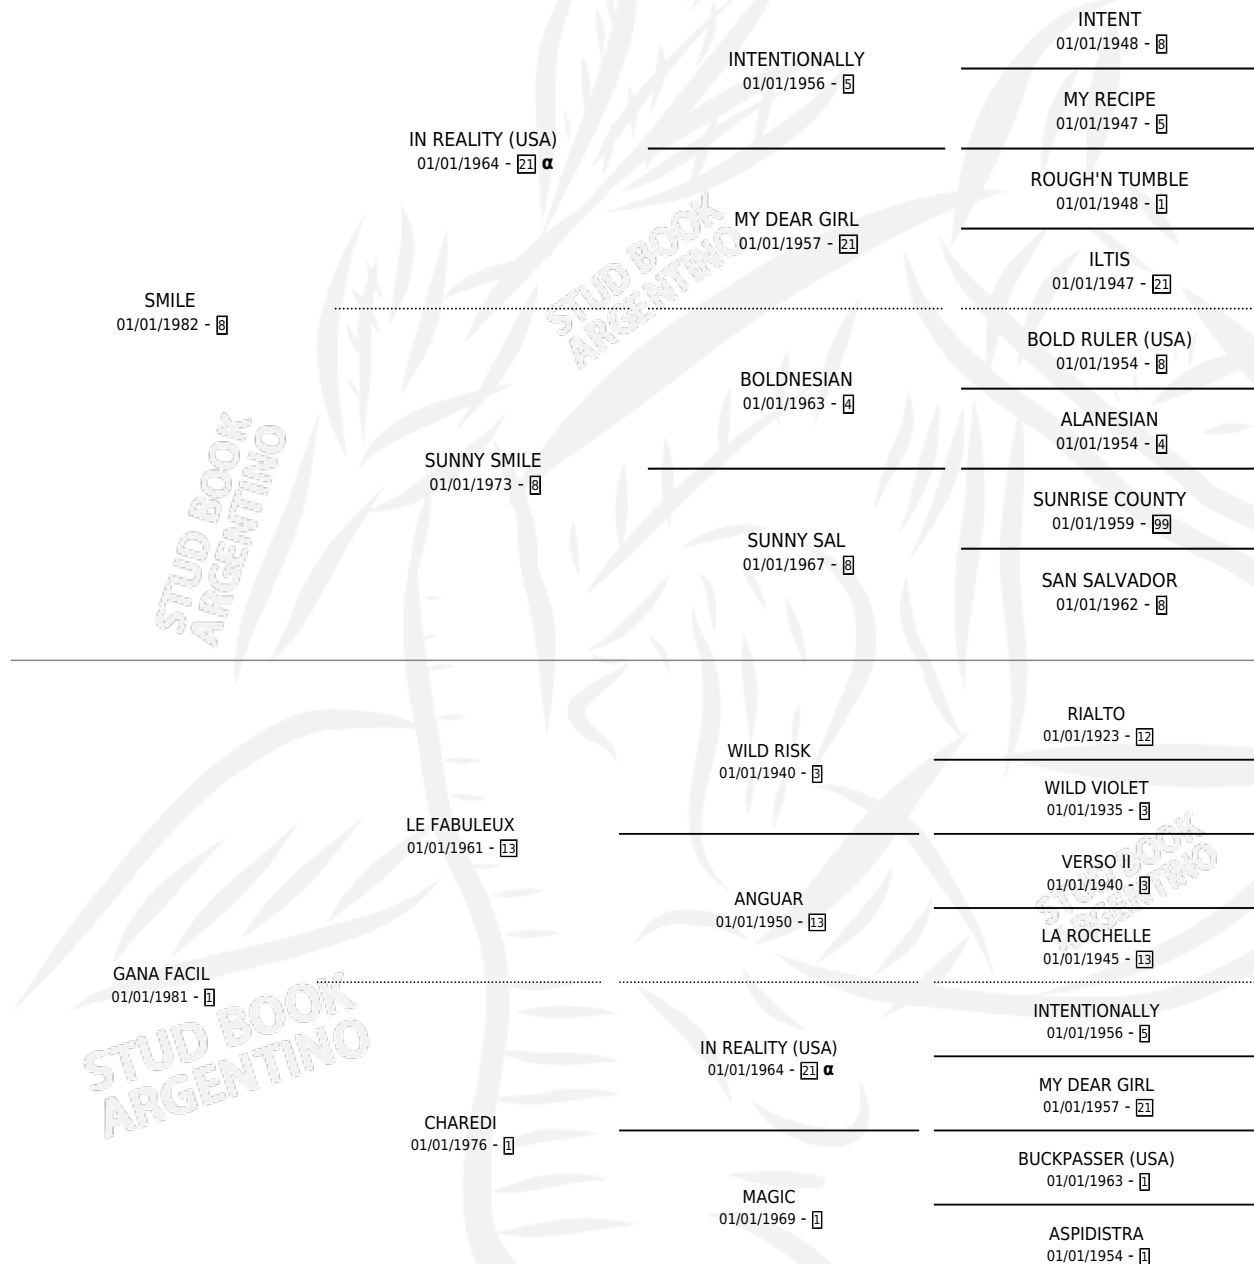 INTENT
01/01/1948 - 8
INTENTIONALLY
01/01/1956 - 5
MY RECIPE
01/01/1947 - 5
IN REALITY (USA)
01/01/1964 - 21 α
ROUGH'N TUMBLE
01/01/1948 - 1
MY DEAR GIRL
01/01/1957 - 21
ILTIS
01/01/1947 - 21
SMILE
01/01/1982 - 8
STUD BOOK
ARGENTINO
BOLD RULER (USA)
01/01/1954 - 8
BOLDNESIAN
01/01/1963 - 4
ALANESIAN
01/01/1954 - 4
SUNNY SMILE
01/01/1973 - 8
STUD BOOK
ARGENTINO
SUNRISE COUNTY
01/01/1959 - 99
SUNNY SAL
01/01/1967 - 8
SAN SALVADOR
01/01/1962 - 8
RIALTO
01/01/1923 - 12
WILD RISK
01/01/1940 - 3
WILD VIOLET
01/01/1935 - 3
LE FABULEUX
01/01/1961 - 13
VERSO II
01/01/1940 - 3
STUD BOOK
ARGENTINO
ANGUAR
01/01/1950 - 13
LA ROCHELLE
01/01/1945 - 13
GANA FACIL
01/01/1981 - 1
STUD BOOK
ARGENTINO
INTENTIONALLY
01/01/1956 - 5
IN REALITY (USA)
01/01/1964 - 21 α
MY DEAR GIRL
01/01/1957 - 21
CHAREDI
01/01/1976 - 1
BUCKPASSER (USA)
01/01/1963 - 1
MAGIC
01/01/1969 - 1
ASPIDISTRA
01/01/1954 - 1